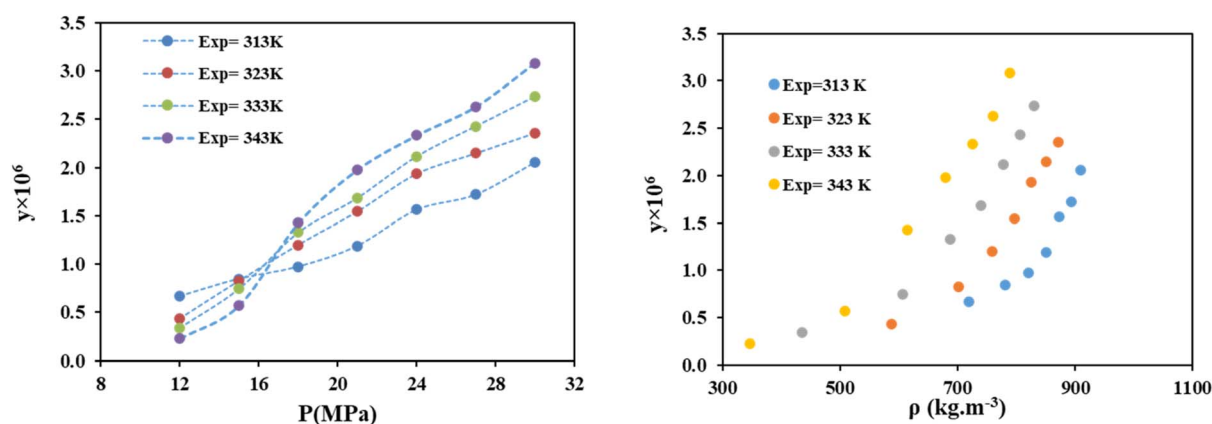 3.5
3.0
2.5
2.0
1.5
1.0
0.5
0.0
y×10⁶
Exp= 313K
Exp= 323K
Exp= 333K
Exp= 343K
8 12 16 20 24 28 32
P(MPa)
3.5
3.0
2.5
2.0
1.5
1.0
0.5
0.0
y×10⁶
Exp=313 K
Exp= 323 K
Exp= 333 K
Exp= 343 K
300 500 700 900 1100
ρ (kg.m⁻³)